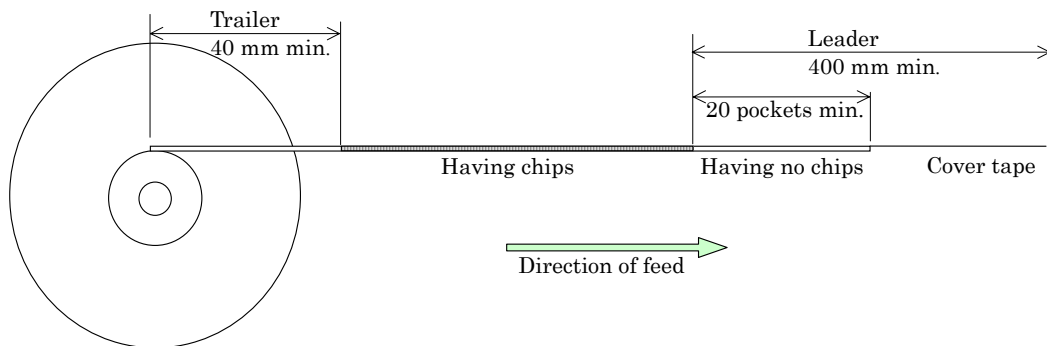 Trailer
40 mm min.
Leader
400 mm min.
20 pockets min.
Having chips
Having no chips
Cover tape
Direction of feed